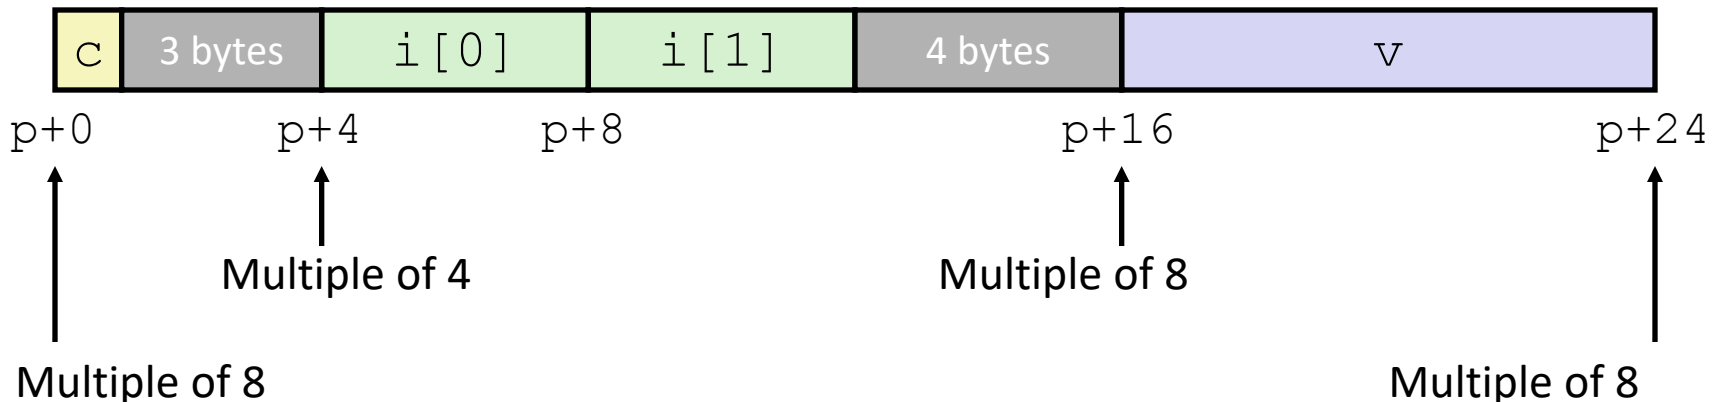 c 3 bytes i[0] i[1] 4 bytes v
p+0 p+4 p+8 p+16 p+24
Multiple of 4 Multiple of 8
Multiple of 8 Multiple of 8